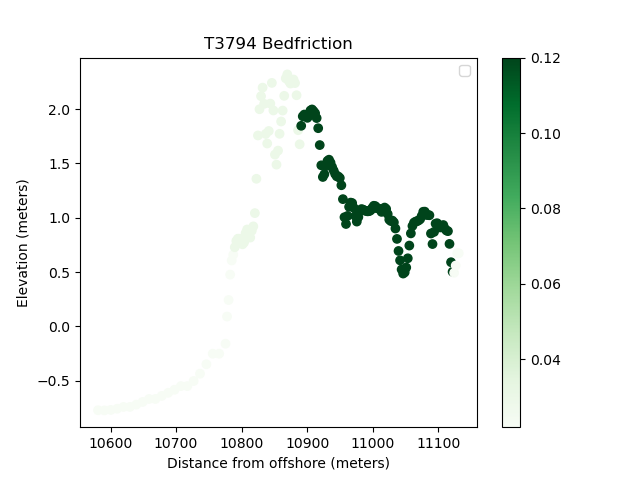 T3794 Bedfriction
Elevation (meters)
2.0
1.5
1.0
0.5
0.0
−0.5
10600 10700 10800 10900 11000 11100
Distance from offshore (meters)
0.12
0.10
0.08
0.06
0.04